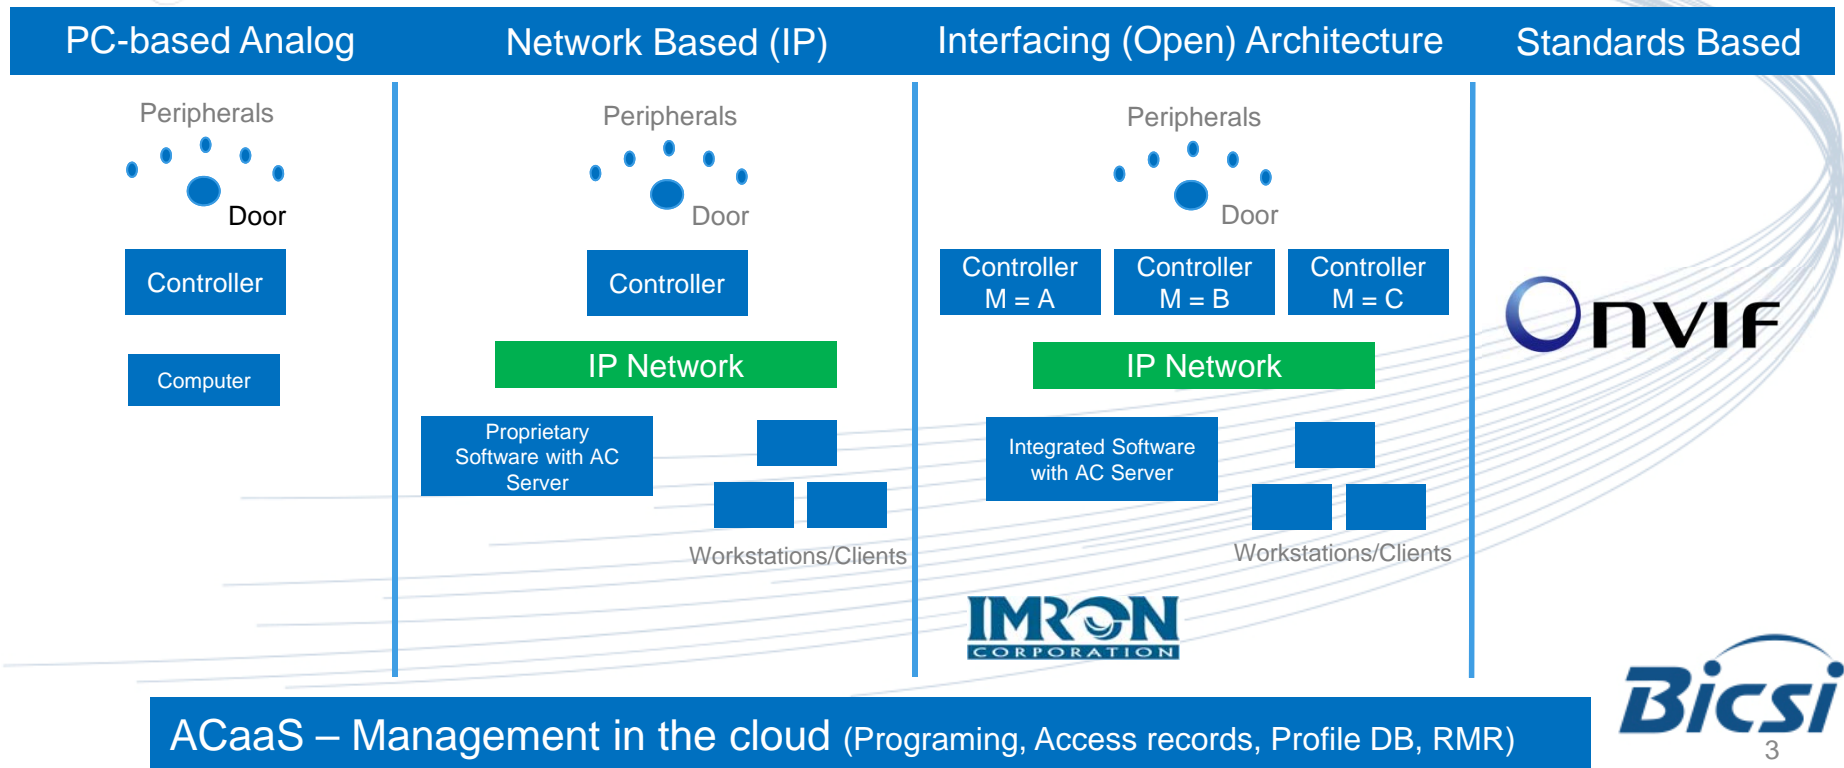 PC-based Analog
Network Based (IP)
Interfacing (Open) Architecture
Standards Based
Peripherals
Door
Controller
Computer
Peripherals
Door
Controller
IP Network
Proprietary
Software with AC
Server
Workstations/Clients
Peripherals
Door
Controller
M = A
Controller
M = B
Controller
M = C
IP Network
Integrated Software
with AC Server
Workstations/Clients
IMRON
CORPORATION
ONVIF
ACaaS – Management in the cloud (Programing, Access records, Profile DB, RMR)
Bicsi
3